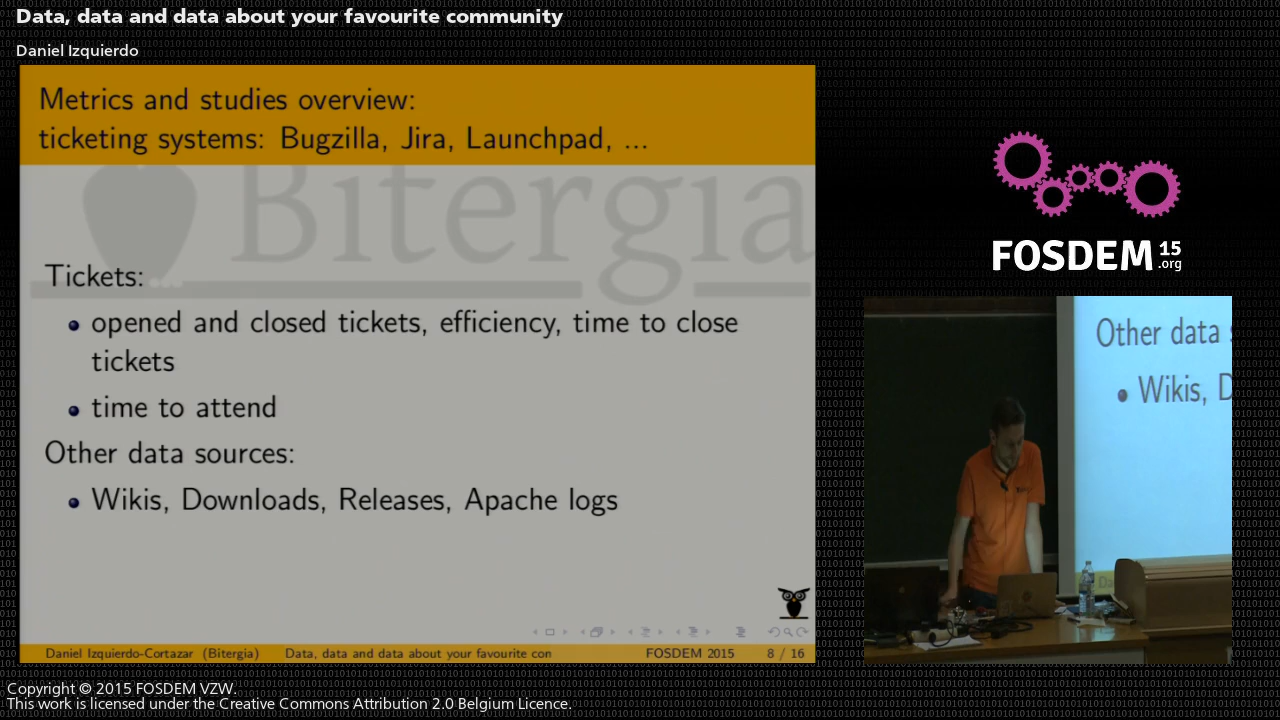 Data, data and data about your favourite community
Daniel Izquierdo
Metrics and studies overview:
ticketing systems: Bugzilla, Jira, Launchpad, ...
Bitergia
Tickets:
opened and closed tickets, efficiency, time to close
tickets
time to attend
Other data sources:
Wikis, Downloads, Releases, Apache logs
Daniel Izquierdo-Cortazar (Bitergia) Data, data and data about your favourite con FOSDEM 2015 8 / 16
FOSDEM 15
.org
Other data
Wikis, D
Copyright © 2015 FOSDEM VZW.
This work is licensed under the Creative Commons Attribution 2.0 Belgium Licence.